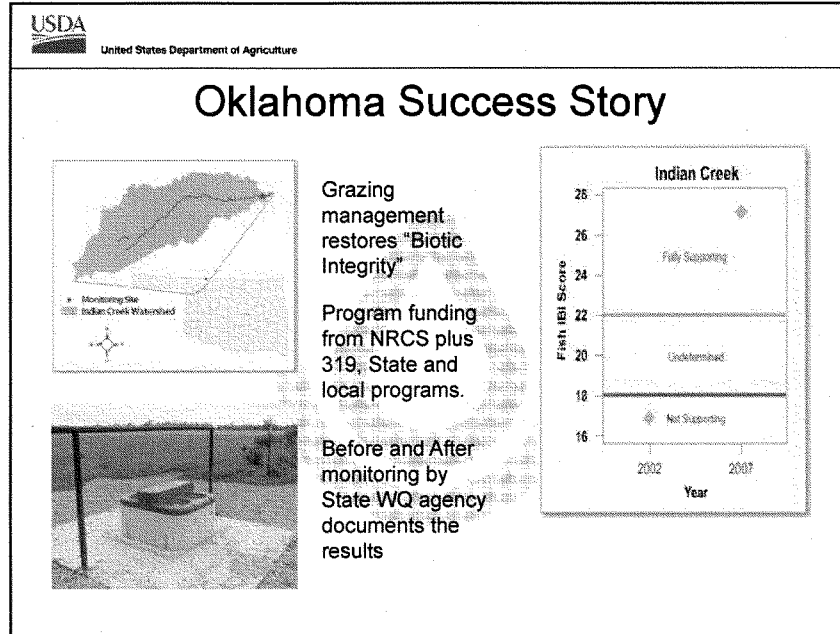 USDA
United States Department of Agriculture
Oklahoma Success Story
Monitoring Site
Indian Creek Watershed
Grazing
management
restores “Biotic
Integrity”
Program funding
from NRCS plus
319, State and
local programs.
Before and After
monitoring by
State WQ agency
documents the
results
Indian Creek
Fish IBI Score
28
26
24
22
20
18
16
Fully Supporting
Undetermined
Not Supporting
2002
2007
Year